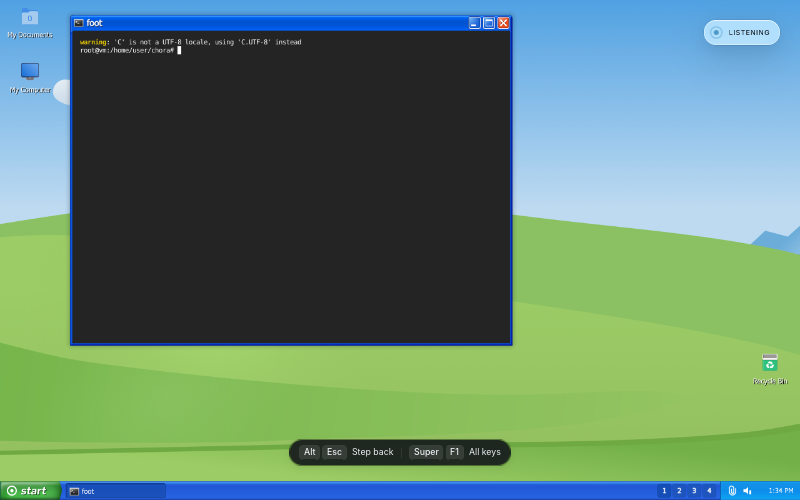 My Documents
My Computer
foot
warning: 'C' is not a UTF-8 locale, using 'C.UTF-8' instead
root@vm:/home/user/chora#
LISTENING
Recycle Bin
Alt Esc Step back Super F1 All keys
start
foot
1 2 3 4
1:34 PM